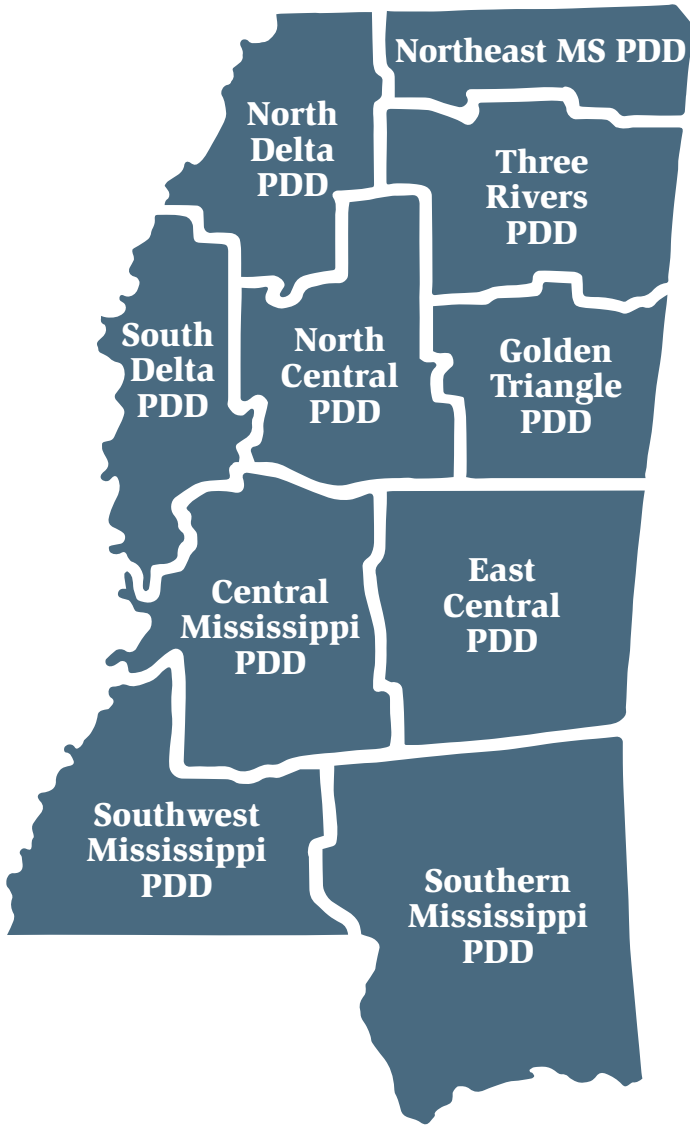 Northeast MS PDD
North
Delta
PDD
Three
Rivers
PDD
South
Delta
PDD
North
Central
PDD
Golden
Triangle
PDD
Central
Mississippi
PDD
East
Central
PDD
Southwest
Mississippi
PDD
Southern
Mississippi
PDD